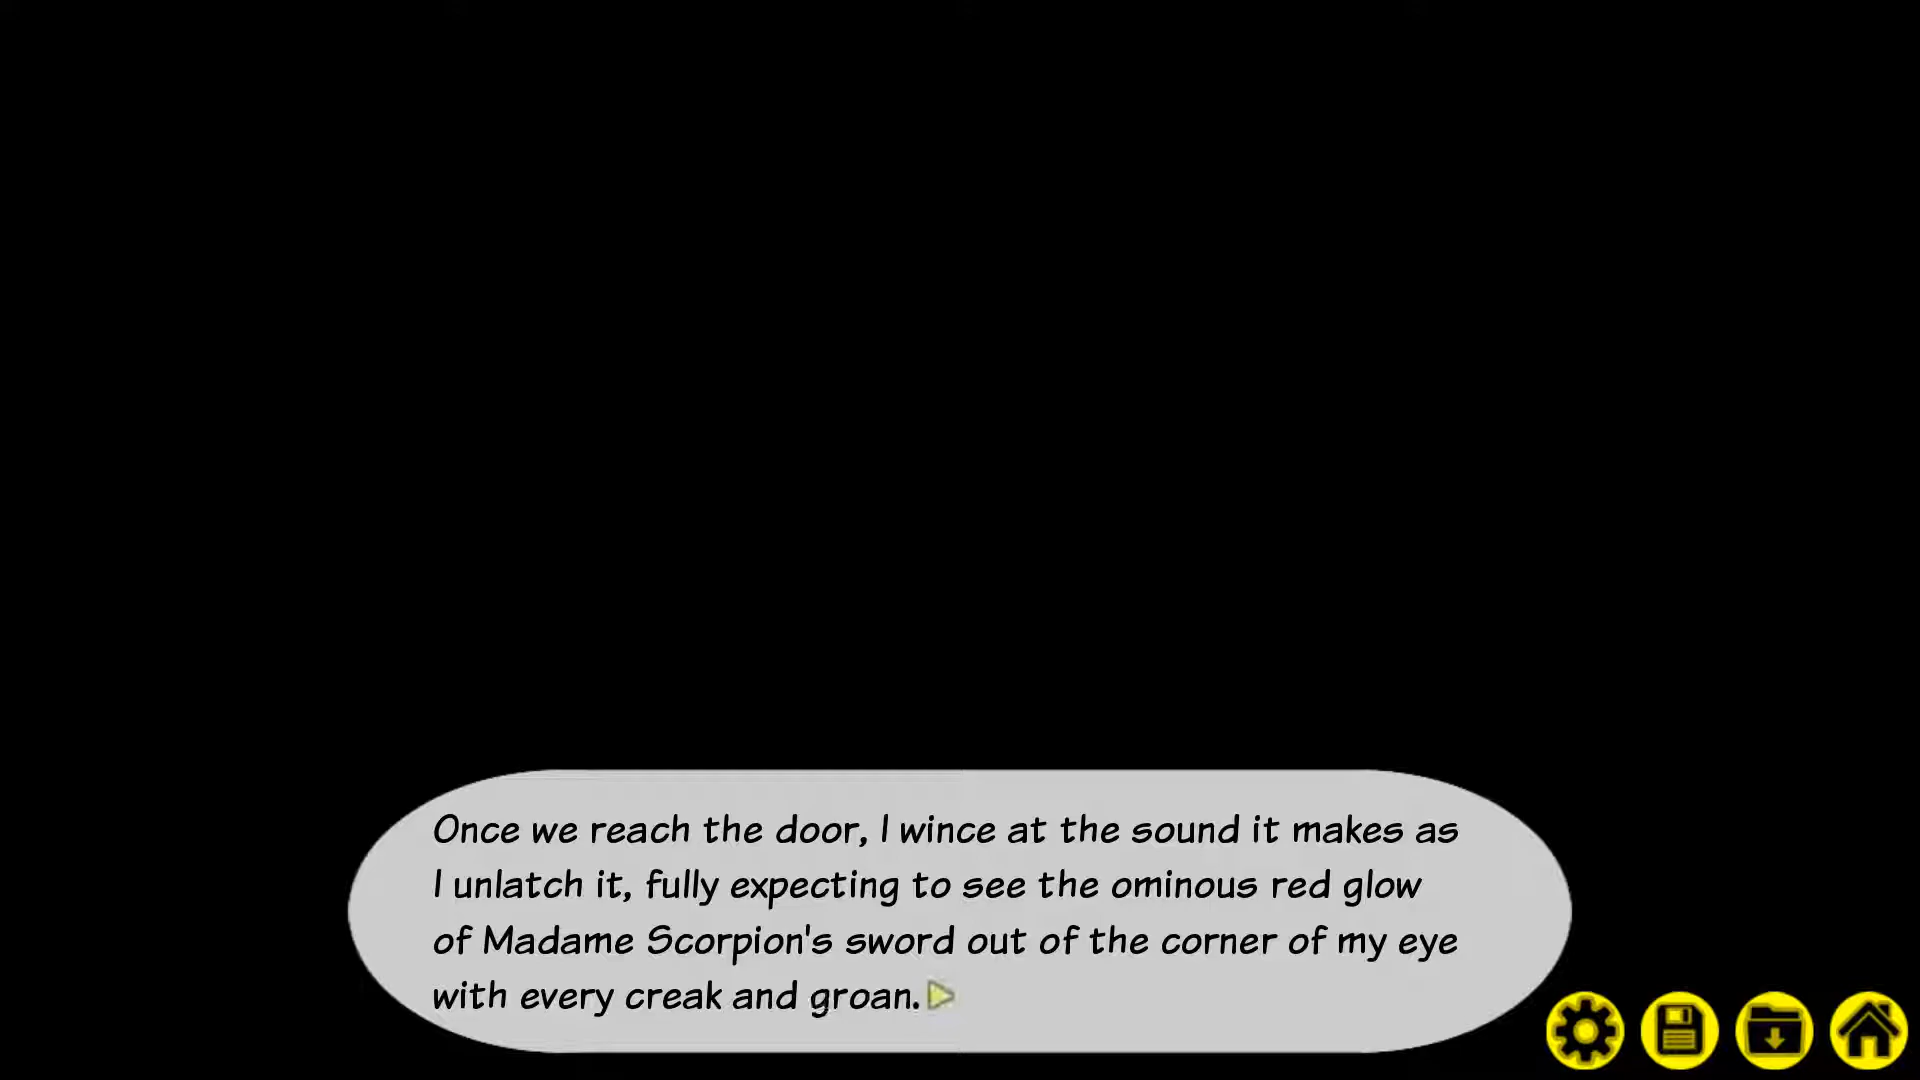 Once we reach the door, I wince at the sound it makes as
I unlatch it, fully expecting to see the ominous red glow
of Madame Scorpion's sword out of the corner of my eye
with every creak and groan.